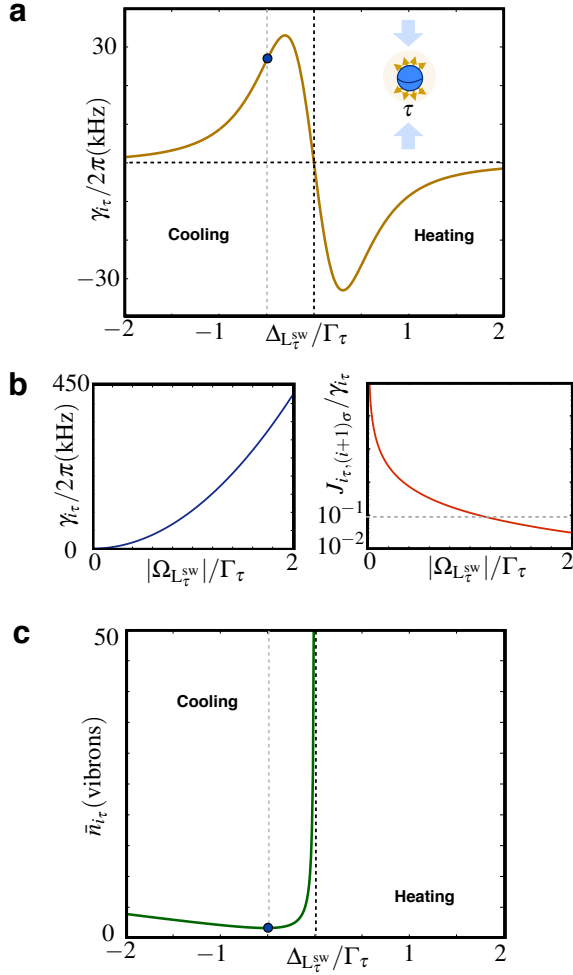 a
γ_{i_τ}/2π(kHz)
30
−30
τ
Cooling
Heating
−2
−1
1
2
Δ_{L_τ^{sw}}/Γ_τ
b
γ_{i_τ}/2π(kHz)
450
0
0
2
|Ω_{L_τ^{sw}}|/Γ_τ
J_{i_τ,(i+1)_σ}/γ_{i_τ}
10^{-1}
10^{-2}
0
2
|Ω_{L_τ^{sw}}|/Γ_τ
c
n̄_{i_τ}(vibrons)
50
0
Cooling
Heating
−2
−1
0
1
2
Δ_{L_τ^{sw}}/Γ_τ